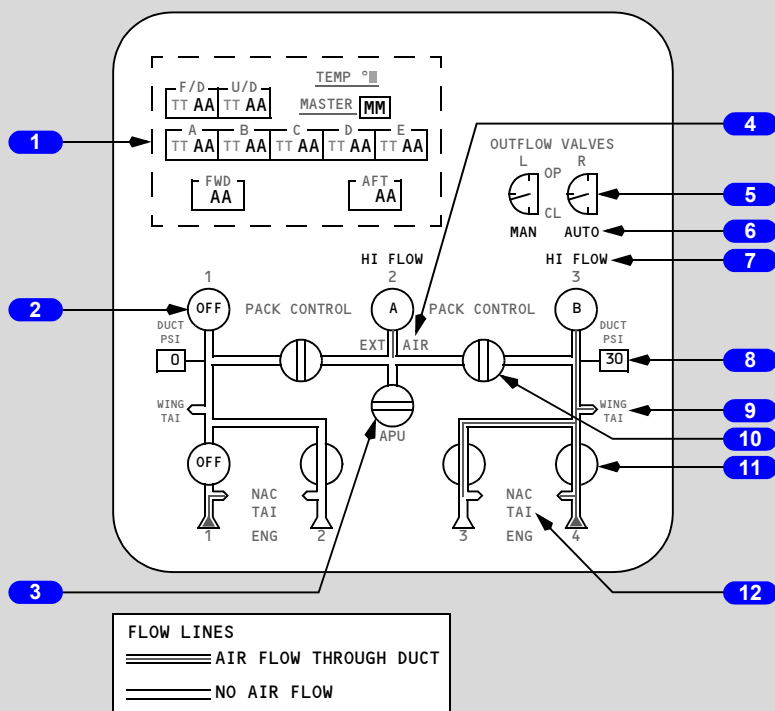 F/D U/D
TEMP °
TT AA TT AA
MASTER MM
A B C D E
TT AA TT AA TT AA TT AA TT AA
FWD AFT
AA AA
OUTFLOW VALVES
L R
OP
CL
MAN AUTO
HI FLOW HI FLOW
1 2 3
OFF PACK CONTROL A PACK CONTROL B
DUCT PSI
0
EXT AIR
DUCT PSI
30
WING TAI
APU
WING TAI
OFF
NAC TAI
NAC TAI
1 ENG 2 3 ENG 4
1
2
3
4
5
6
7
8
9
10
11
12
FLOW LINES
AIR FLOW THROUGH DUCT
NO AIR FLOW